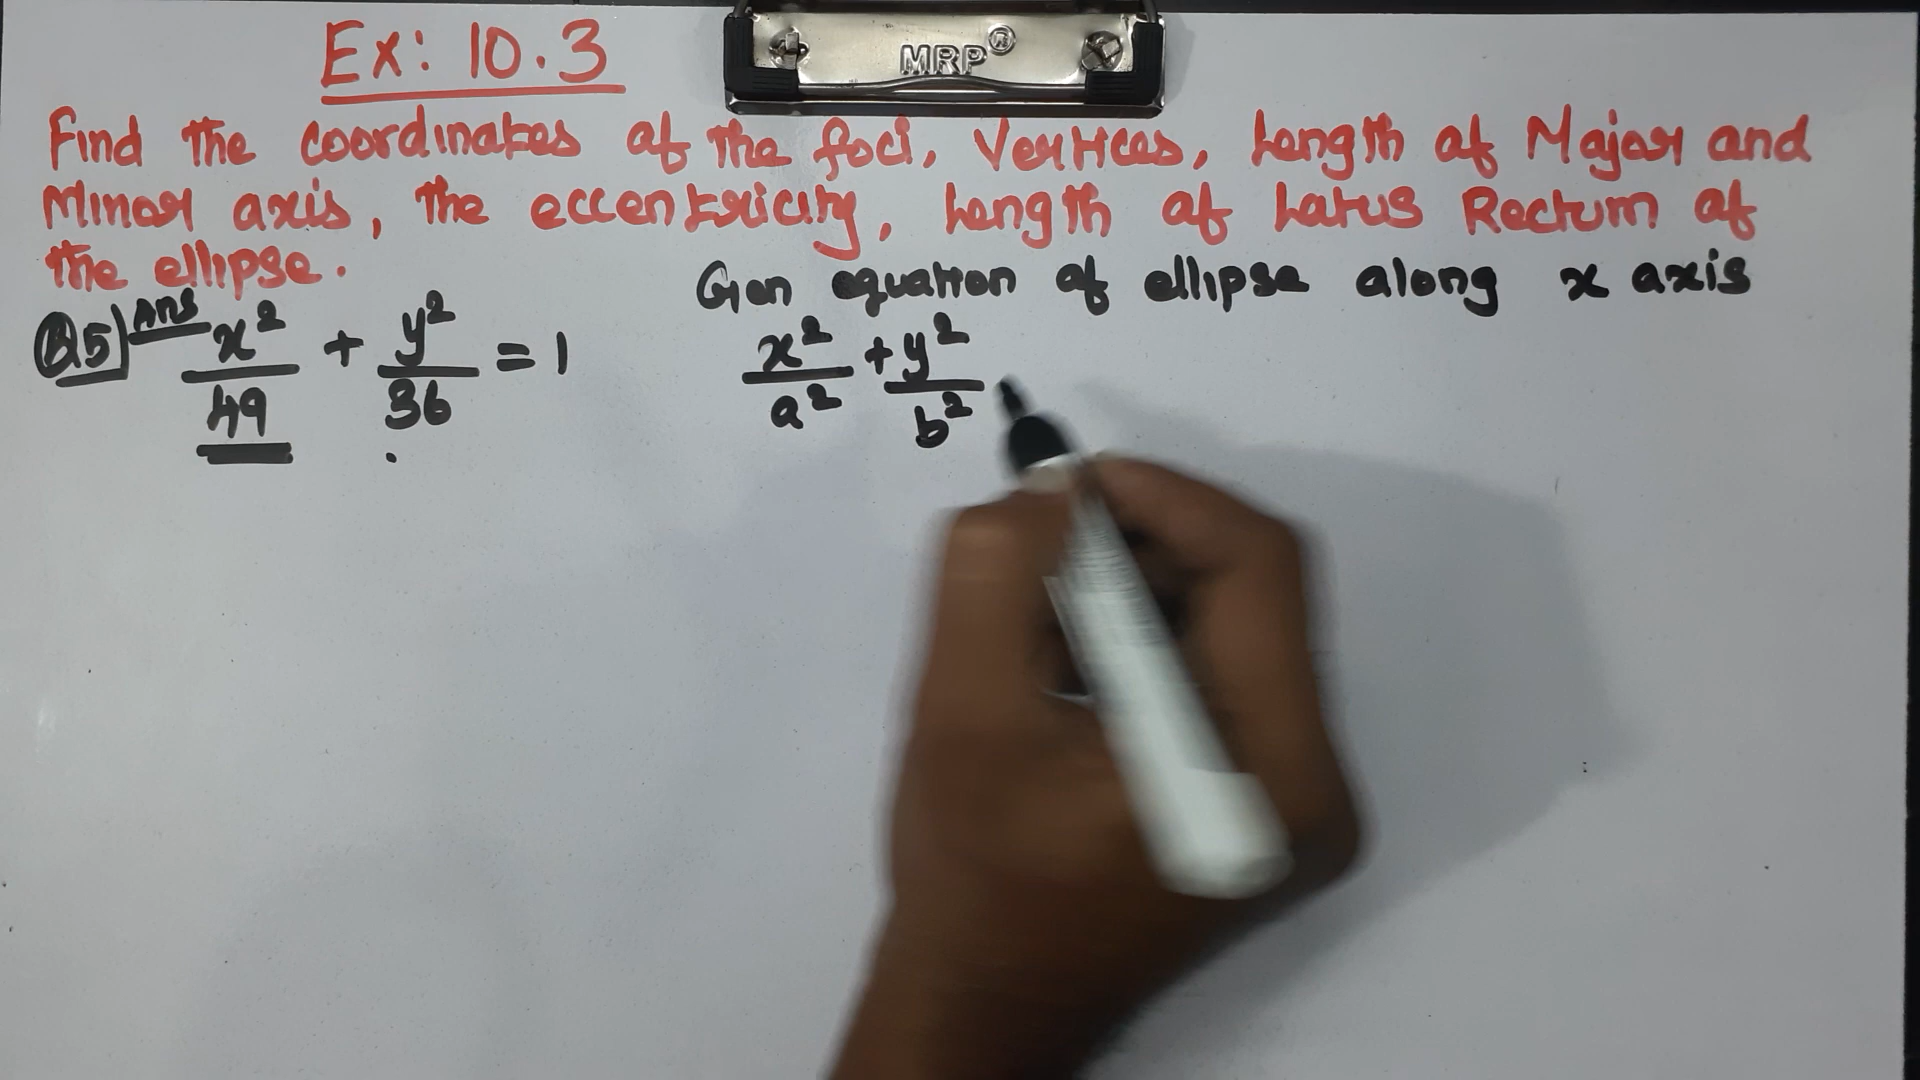 MRP®
Ex: 10.3
Find the coordinates of the foci, Vertices, Length of Major and
Minor axis, the eccentricity, Length of Latus Rectum of
the ellipse.
Q5) Ans x²/49 + y²/36 = 1
Gen equation of ellipse along x axis
x²/a² + y²/b²